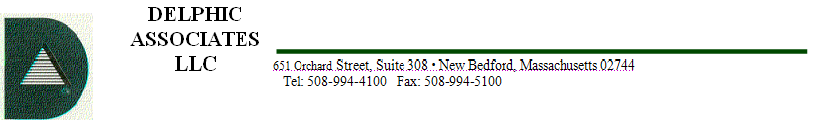 DELPHIC
ASSOCIATES
LLC
651 Orchard Street, Suite 308 • New Bedford, Massachusetts 02744
Tel: 508-994-4100   Fax: 508-994-5100